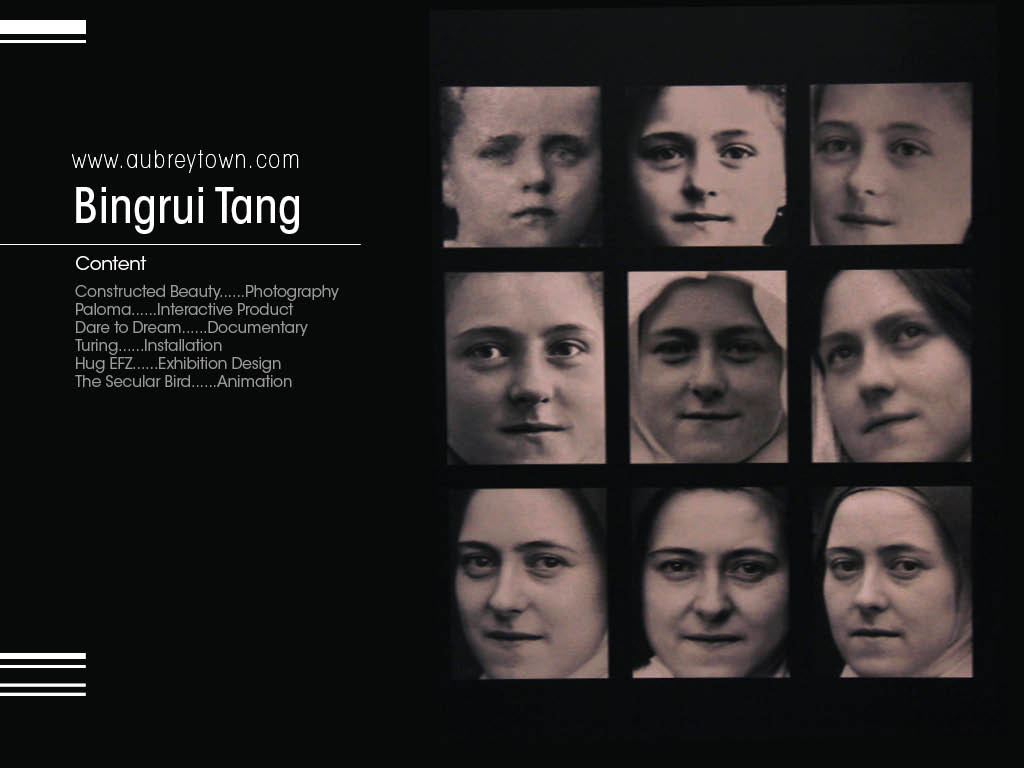 www.aubreytown.com
Bingrui Tang
Content
Constructed Beauty......Photography
Paloma......Interactive Product
Dare to Dream......Documentary
Turing......Installation
Hug EFZ......Exhibition Design
The Secular Bird......Animation